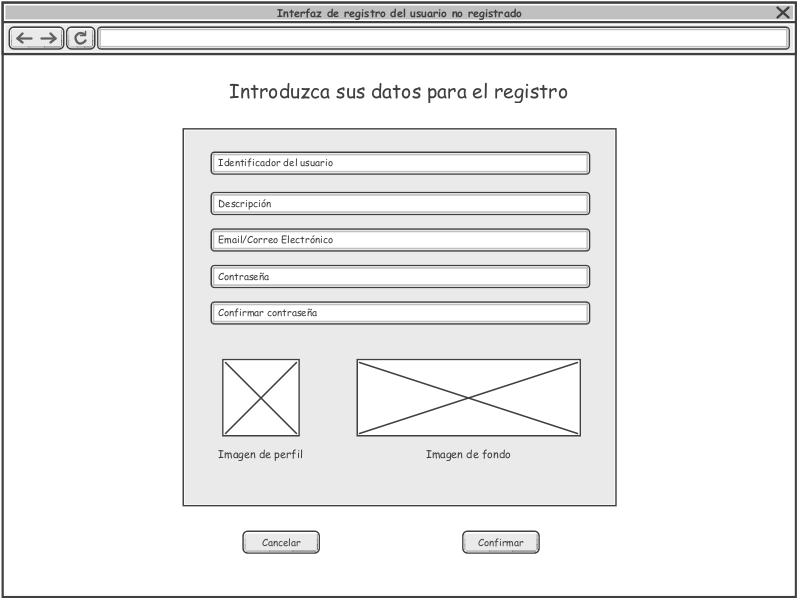 Interfaz de registro del usuario no registrado
Introduzca sus datos para el registro
Identificador del usuario
Descripción
Email/Correo Electrónico
Contraseña
Confirmar contraseña
Imagen de perfil
Imagen de fondo
Cancelar
Confirmar